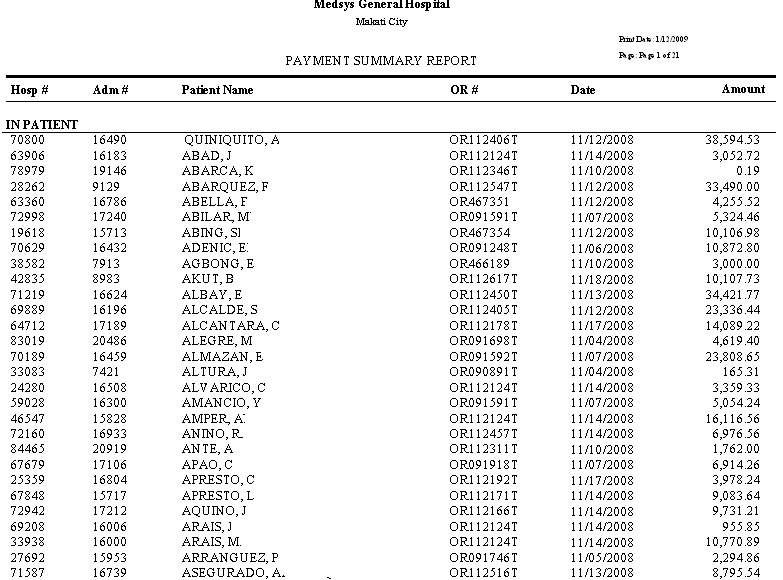 Medsys General Hospital
Makati City
Print Date: 1/12/2009
Page: Page 1 of 21
PAYMENT SUMMARY REPORT
Hosp # Adm # Patient Name OR # Date Amount
IN PATIENT
70800 16490 QUINIQUITO, A OR112406T 11/12/2008 38,594.53
63906 16183 ABAD, J OR112124T 11/14/2008 3,052.72
78979 19146 ABARCA, K OR112346T 11/10/2008 0.19
28262 9129 ABARQUEZ, F OR112547T 11/12/2008 33,490.00
63360 16786 ABELLA, F OR467351 11/12/2008 4,255.52
72998 17240 ABILAR, M OR091591T 11/07/2008 5,324.46
19618 15713 ABING, SI OR467354 11/12/2008 10,106.98
70629 16432 ADENIC, E OR091248T 11/06/2008 10,872.80
38582 7913 AGBONG, E OR466189 11/10/2008 3,000.00
42835 8983 AKUT, B OR112617T 11/18/2008 10,107.73
71219 16624 ALBAY, E OR112450T 11/13/2008 34,421.77
69889 16196 ALCALDE, S OR112405T 11/12/2008 23,336.44
64712 17189 ALCANTARA, C OR112178T 11/17/2008 14,089.22
83019 20486 ALEGRE, M OR091698T 11/04/2008 4,619.40
70189 16459 ALMAZAN, E OR091592T 11/07/2008 23,808.65
33083 7421 ALTURA, J OR090891T 11/04/2008 165.31
24280 16508 ALVARICO, C OR112124T 11/14/2008 3,359.33
59028 16300 AMANCIO, Y OR091591T 11/07/2008 5,054.24
46547 15828 AMPER, A OR112124T 11/14/2008 16,116.56
72160 16933 ANINO, R. OR112457T 11/14/2008 6,976.56
84465 20919 ANTE, A OR112311T 11/10/2008 1,762.00
67679 17106 APAO, C OR091918T 11/07/2008 6,914.26
25359 16804 APRESTO, C OR112192T 11/17/2008 3,978.24
67848 15717 APRESTO, L OR112171T 11/14/2008 9,083.64
72942 17212 AQUINO, J OR112166T 11/14/2008 9,731.21
69208 16006 ARAIS, J OR112124T 11/14/2008 955.85
33938 16000 ARAIS, M. OR112124T 11/14/2008 10,770.89
27692 15953 ARRANGUEZ, P OR091746T 11/05/2008 2,294.86
71587 16739 ASEGURADO, A. OR112516T 11/13/2008 8,795.54